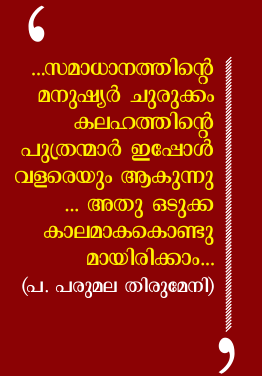 ‘
...സമാധാനത്തിന്റെ
മനുഷ്യർ ചുരുക്കം
കലഹത്തിന്റെ
പുത്രന്മാർ ഇപ്പോൾ
വളരെയും ആകുന്നു
... അതു ഒടുക്ക
കാലമാകകൊണ്ടു
മായിരിക്കാം...
(പ. പരുമല തിരുമേനി)
’